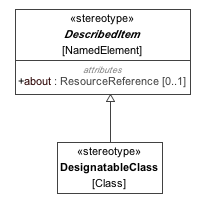 «stereotype»
DescribedItem
[NamedElement]
attributes
+about : ResourceReference [0..1]
«stereotype»
DesignatableClass
[Class]